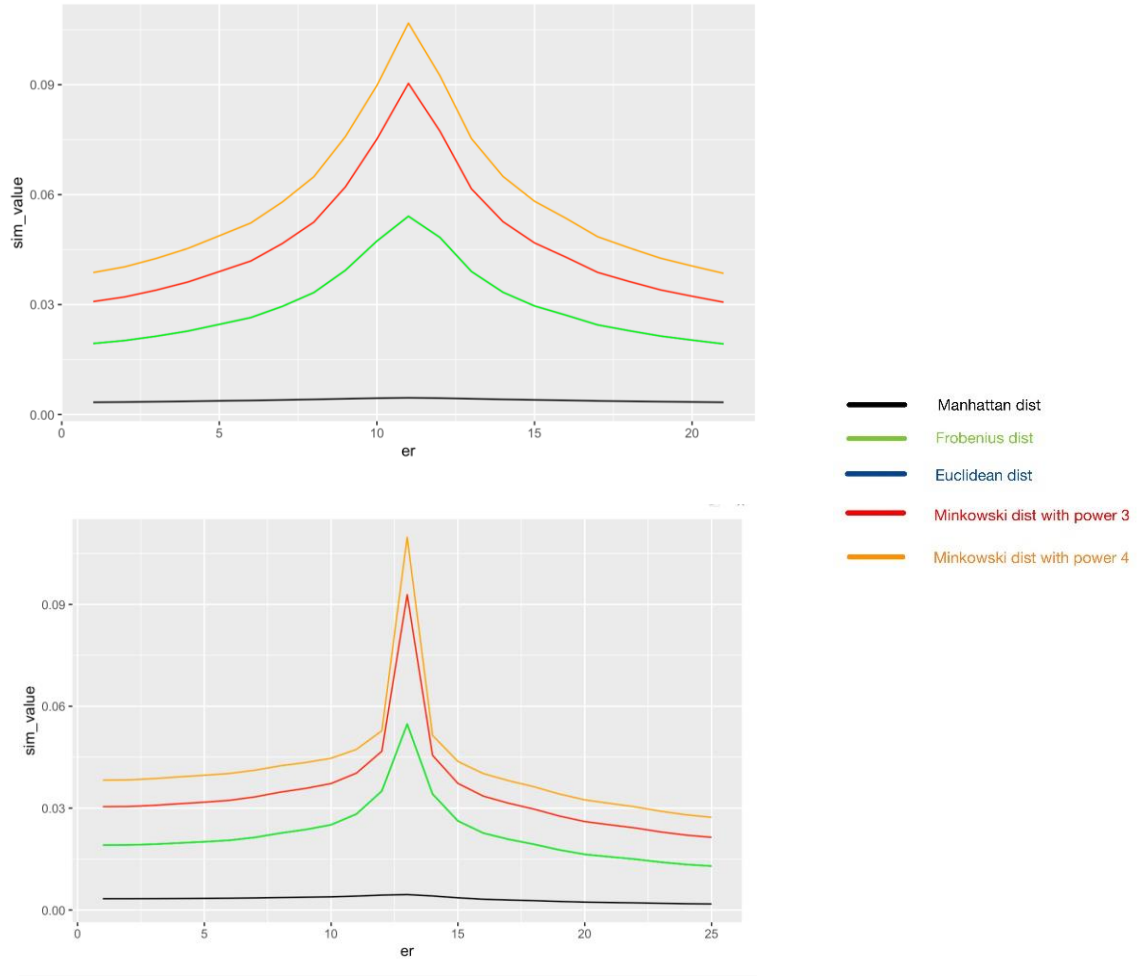 0.09
0.06
0.03
0.00
sim_value
0 5 10 15 20
er
Manhattan dist
Frobenius dist
Euclidean dist
Minkowski dist with power 3
Minkowski dist with power 4
0.09
0.06
0.03
0.00
sim_value
0 5 10 15 20 25
er